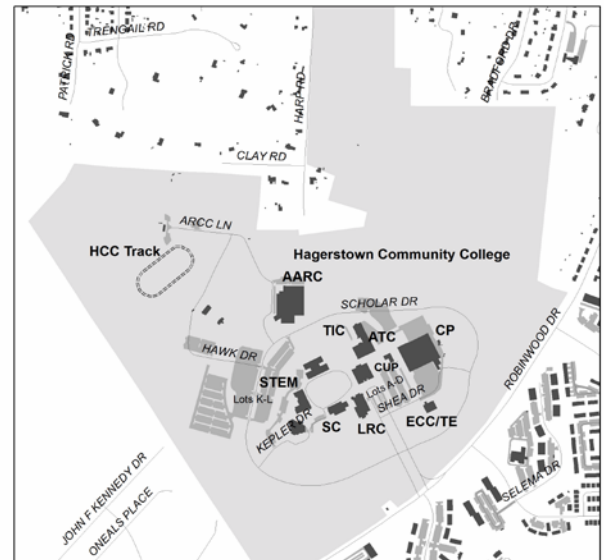 TRENGAIL RD
PATRICK RD
HARP RD
BRADFORD DR
CLAY RD
ARCC LN
HCC Track
Hagerstown Community College
AARC
SCHOLAR DR
TIC
ATC
CP
ROBINWOOD DR
HAWK DR
CUP
STEM
Lots A-D
Lots K-L
SHEA DR
KEPLER DR
SC
LRC
ECC/TE
JOHN F KENNEDY DR
ONEALS PLACE
SELEMA DR